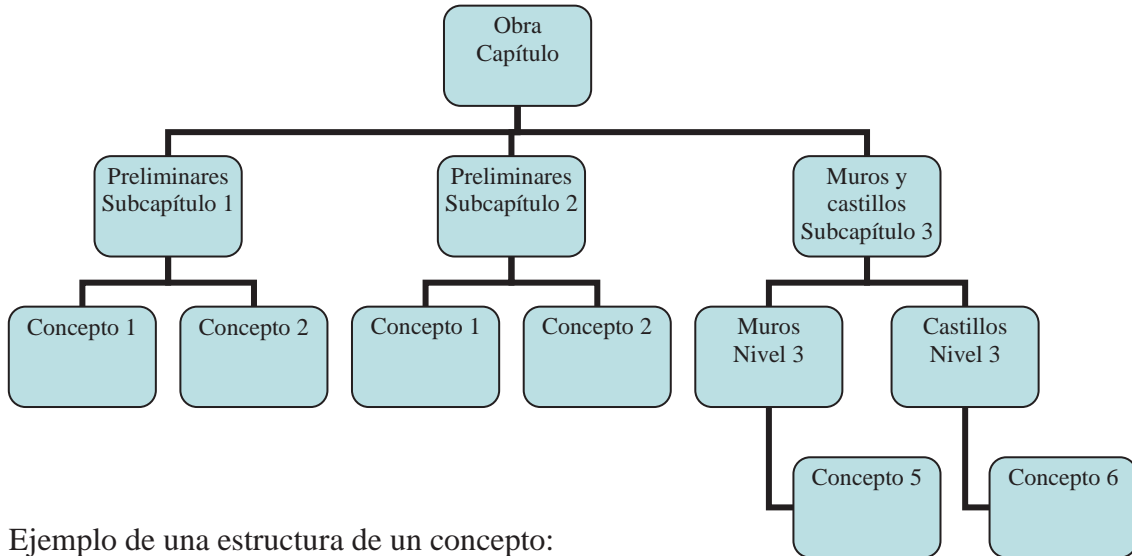 Obra
Capítulo
Preliminares
Subcapítulo 1
Preliminares
Subcapítulo 2
Muros y
castillos
Subcapítulo 3
Concepto 1
Concepto 2
Concepto 1
Concepto 2
Muros
Nivel 3
Castillos
Nivel 3
Concepto 5
Concepto 6
Ejemplo de una estructura de un concepto: